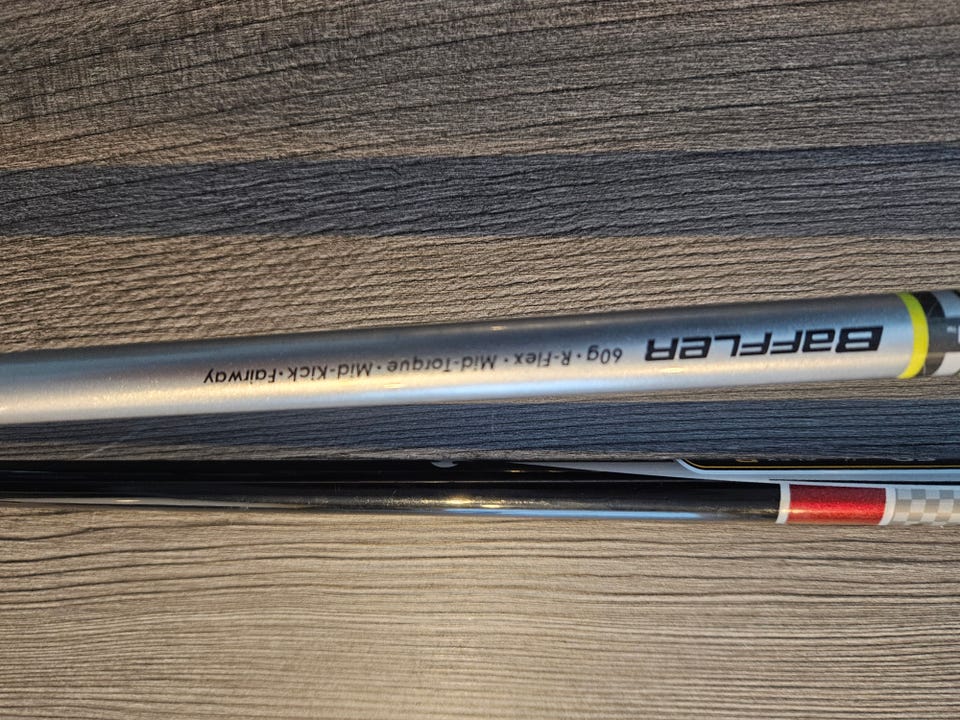 BaffleR
60g · R-Flex · Mid-Torque · Mid-Kick · Fairway